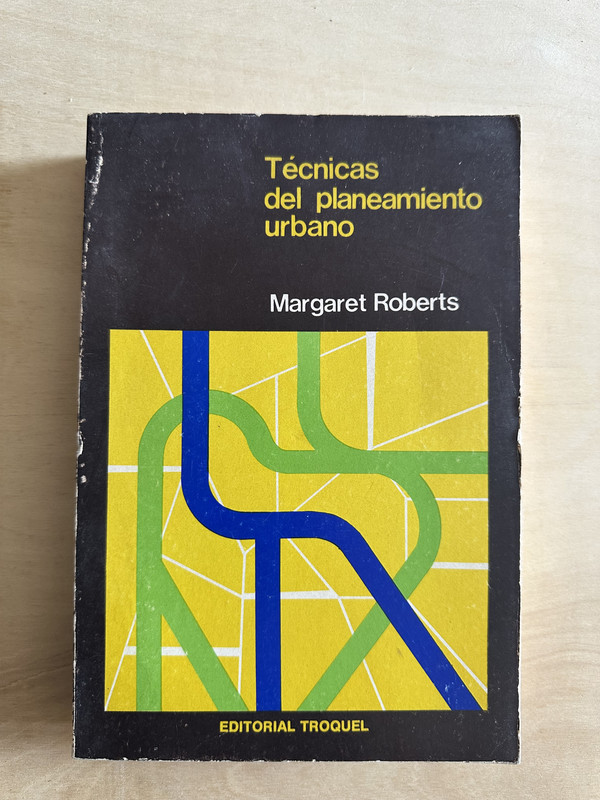 Técnicas
del planeamiento
urbano
Margaret Roberts
EDITORIAL TROQUEL